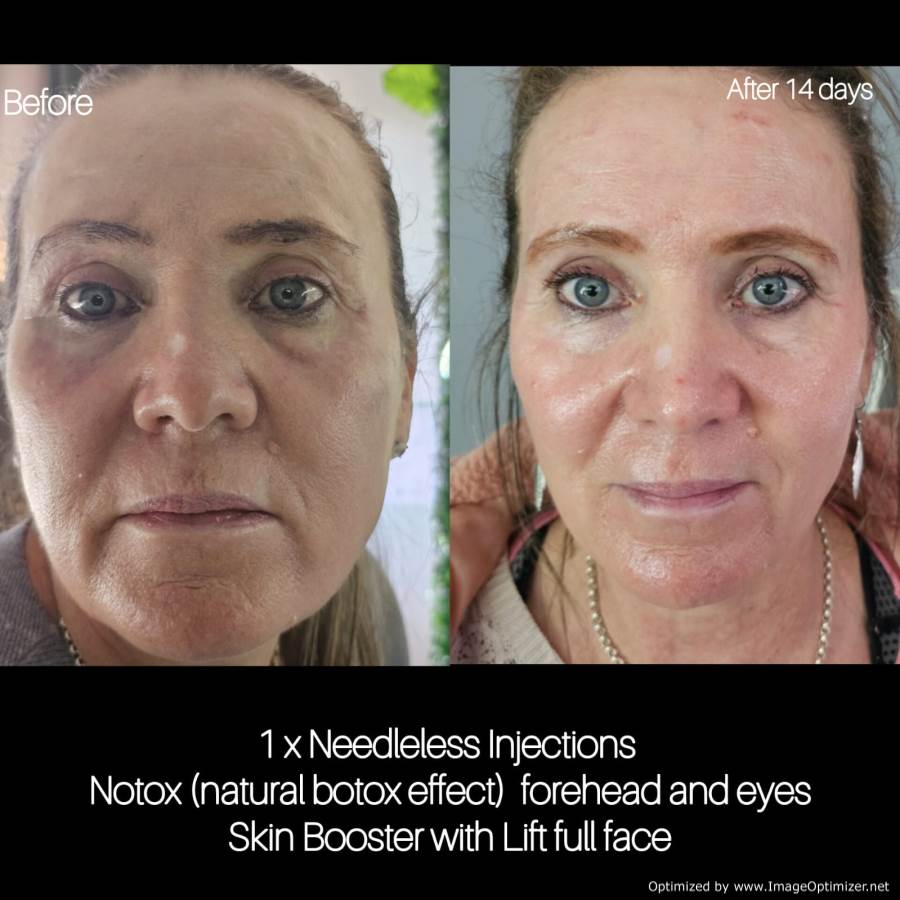 Before
After 14 days
1 x Needleless Injections
Notox (natural botox effect) forehead and eyes
Skin Booster with Lift full face
Optimized by www.ImageOptimizer.net